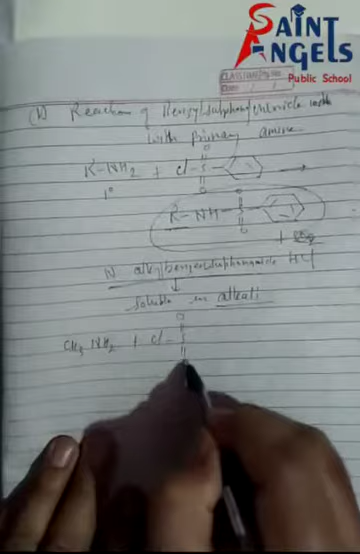 SAINT
ANGELS
Public School
Reaction of Benzylsulphonylchloride with
with primary amine
R-NH2 + Cl-S-
O
O
1°
R-NH-S-
O
O
+ HCl
N alkylbenzenesulphonamide
soluble in alkali
O
CH3 NH2 + Cl-S